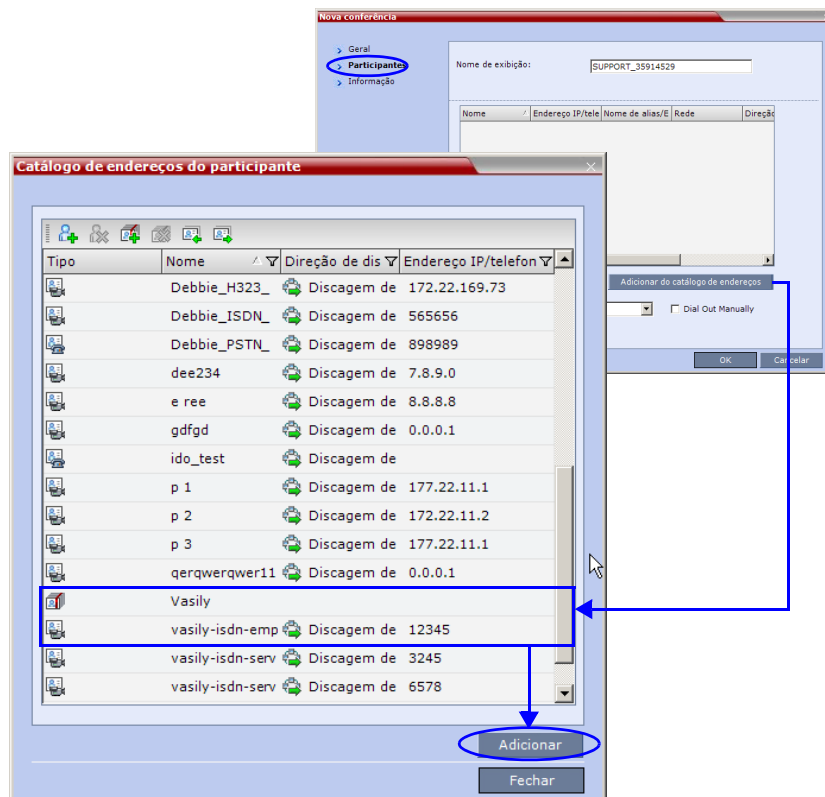 Nova conferência
Geral
Participantes
Informação
Nome de exibição:
SUPPORT_35914529
Nome Endereço IP/tele Nome de alias/E Rede Direção
Adicionar do catálogo de endereços
Dial Out Manually
OK Cancelar
Catálogo de endereços do participante
Tipo Nome Direção de dis Endereço IP/telefon
Debbie_H323_ Discagem de 172.22.169.73
Debbie_ISDN_ Discagem de 565656
Debbie_PSTN_ Discagem de 898989
dee234 Discagem de 7.8.9.0
e ree Discagem de 8.8.8.8
gdfgd Discagem de 0.0.0.1
ido_test Discagem de
p 1 Discagem de 177.22.11.1
p 2 Discagem de 172.22.11.2
p 3 Discagem de 177.22.11.1
qerqwerqwer11 Discagem de 0.0.0.1
Vasily
vasily-isdn-emp Discagem de 12345
vasily-isdn-serv Discagem de 3245
vasily-isdn-serv Discagem de 6578
Adicionar
Fechar